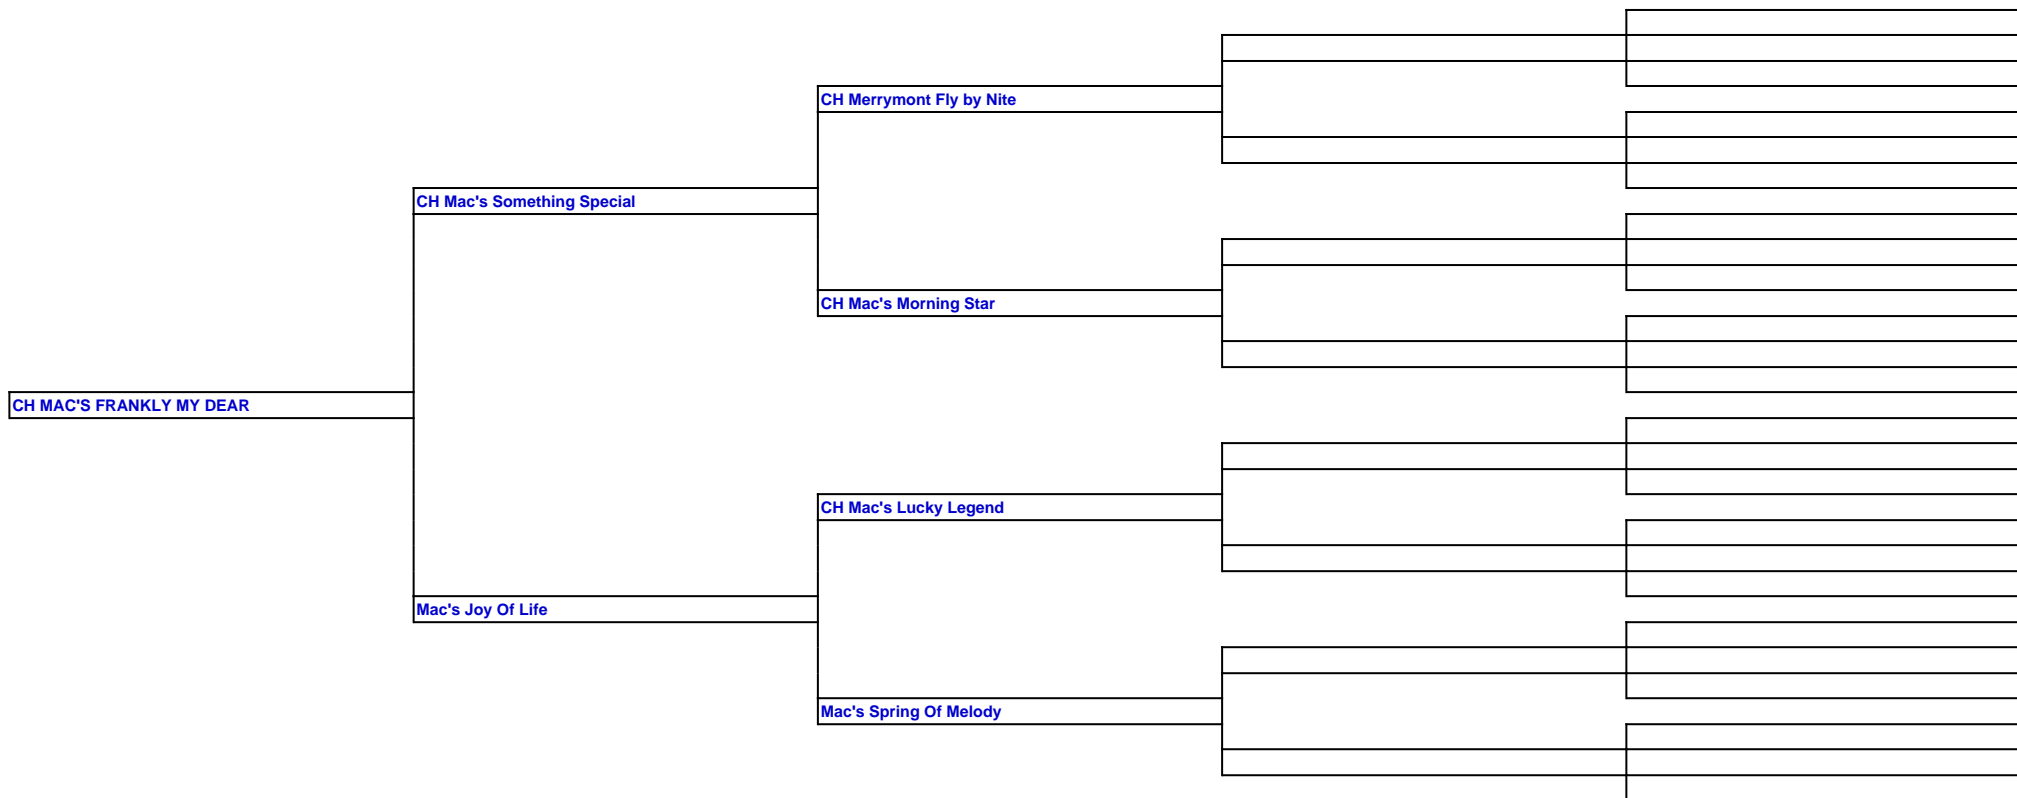 CH Merrymont Fly by Nite
CH Mac's Something Special
CH Mac's Morning Star
CH MAC'S FRANKLY MY DEAR
CH Mac's Lucky Legend
Mac's Joy Of Life
Mac's Spring Of Melody